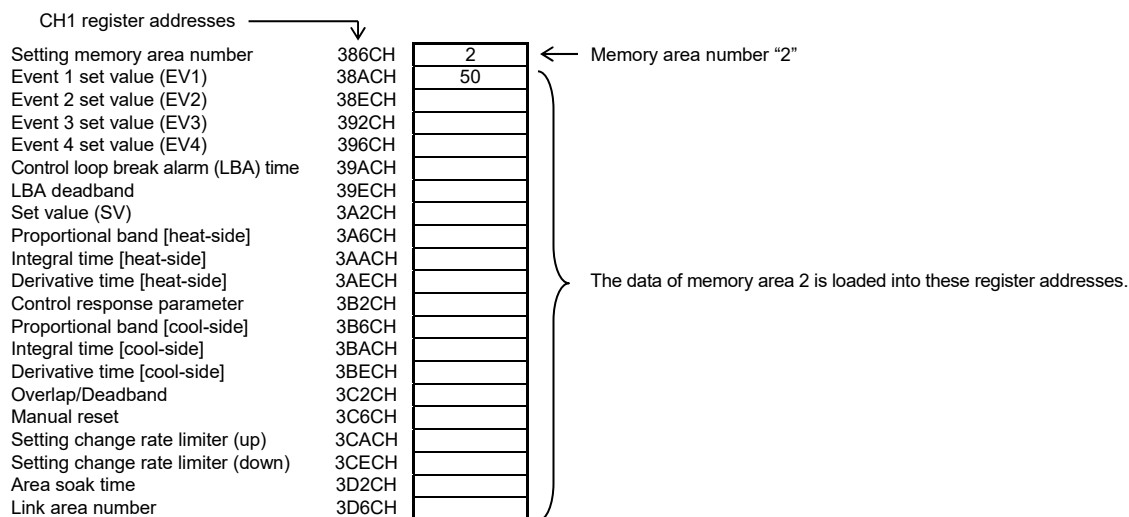 CH1 register addresses
Setting memory area number 386CH 2 Memory area number “2”
Event 1 set value (EV1) 38ACH 50
Event 2 set value (EV2) 38ECH
Event 3 set value (EV3) 392CH
Event 4 set value (EV4) 396CH
Control loop break alarm (LBA) time 39ACH
LBA deadband 39ECH
Set value (SV) 3A2CH
Proportional band [heat-side] 3A6CH
Integral time [heat-side] 3AACH
Derivative time [heat-side] 3AECH The data of memory area 2 is loaded into these register addresses.
Control response parameter 3B2CH
Proportional band [cool-side] 3B6CH
Integral time [cool-side] 3BACH
Derivative time [cool-side] 3BECH
Overlap/Deadband 3C2CH
Manual reset 3C6CH
Setting change rate limiter (up) 3CACH
Setting change rate limiter (down) 3CECH
Area soak time 3D2CH
Link area number 3D6CH